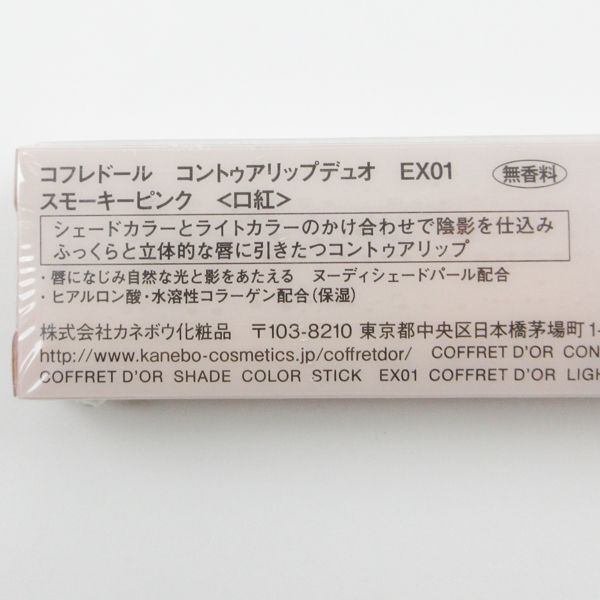 コフレドール　コントゥアリップデュオ　EX01　無香料
スモーキーピンク　<口紅>
シェードカラーとライトカラーのかけ合わせで陰影を仕込み
ふっくらと立体的な唇に引きたつコントゥアリップ
・唇になじみ自然な光と影をあたえる　ヌーディシェードパール配合
・ヒアルロン酸・水溶性コラーゲン配合(保湿)
株式会社カネボウ化粧品　〒103-8210 東京都中央区日本橋茅場町1-
http://www.kanebo-cosmetics.jp/coffretdor/　COFFRET D'OR CON
COFFRET D'OR SHADE COLOR STICK　EX01 COFFRET D'OR LIGH